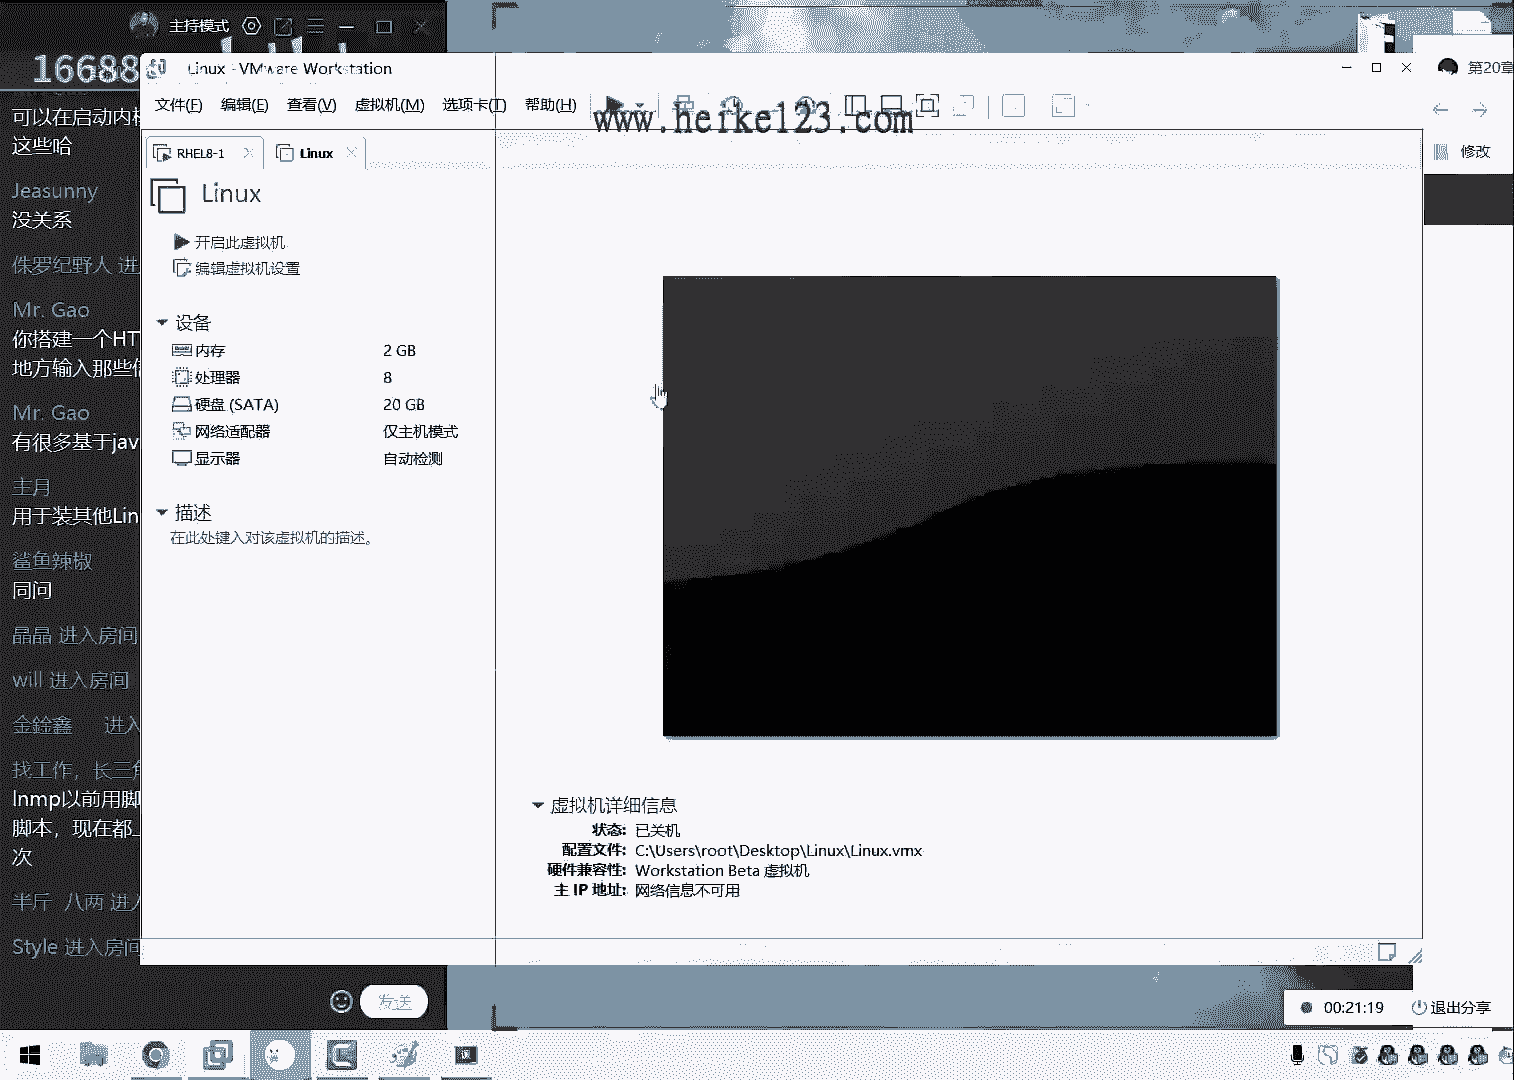 主持模式
16688
可以在启动内核
这些哈
Jeasunny
没关系
侏罗纪野人 进
Mr. Gao
你搭建一个HT
地方输入那些
Mr. Gao
有很多基于jav
主月
用于装其他Lin
鲨鱼辣椒
同问
晶晶 进入房间
will 进入房间
金鎿鑫 进入
找工作，长三角
lnmp以前用脚
脚本，现在都上
次
半斤 八两 进入
Style 进入房间
发送
Linux - VMware Workstation
文件(F) 编辑(E) 查看(V) 虚拟机(M) 选项卡(T) 帮助(H)
www.hefke123.com
RHEL8-1
Linux
Linux
开启此虚拟机
编辑虚拟机设置
设备
内存 2 GB
处理器 8
硬盘 (SATA) 20 GB
网络适配器 仅主机模式
显示器 自动检测
描述
在此处键入对该虚拟机的描述。
虚拟机详细信息
状态: 已关机
配置文件: C:\Users\root\Desktop\Linux\Linux.vmx
硬件兼容性: Workstation Beta 虚拟机
主 IP 地址: 网络信息不可用
第20章
修改
00:21:19
退出分享